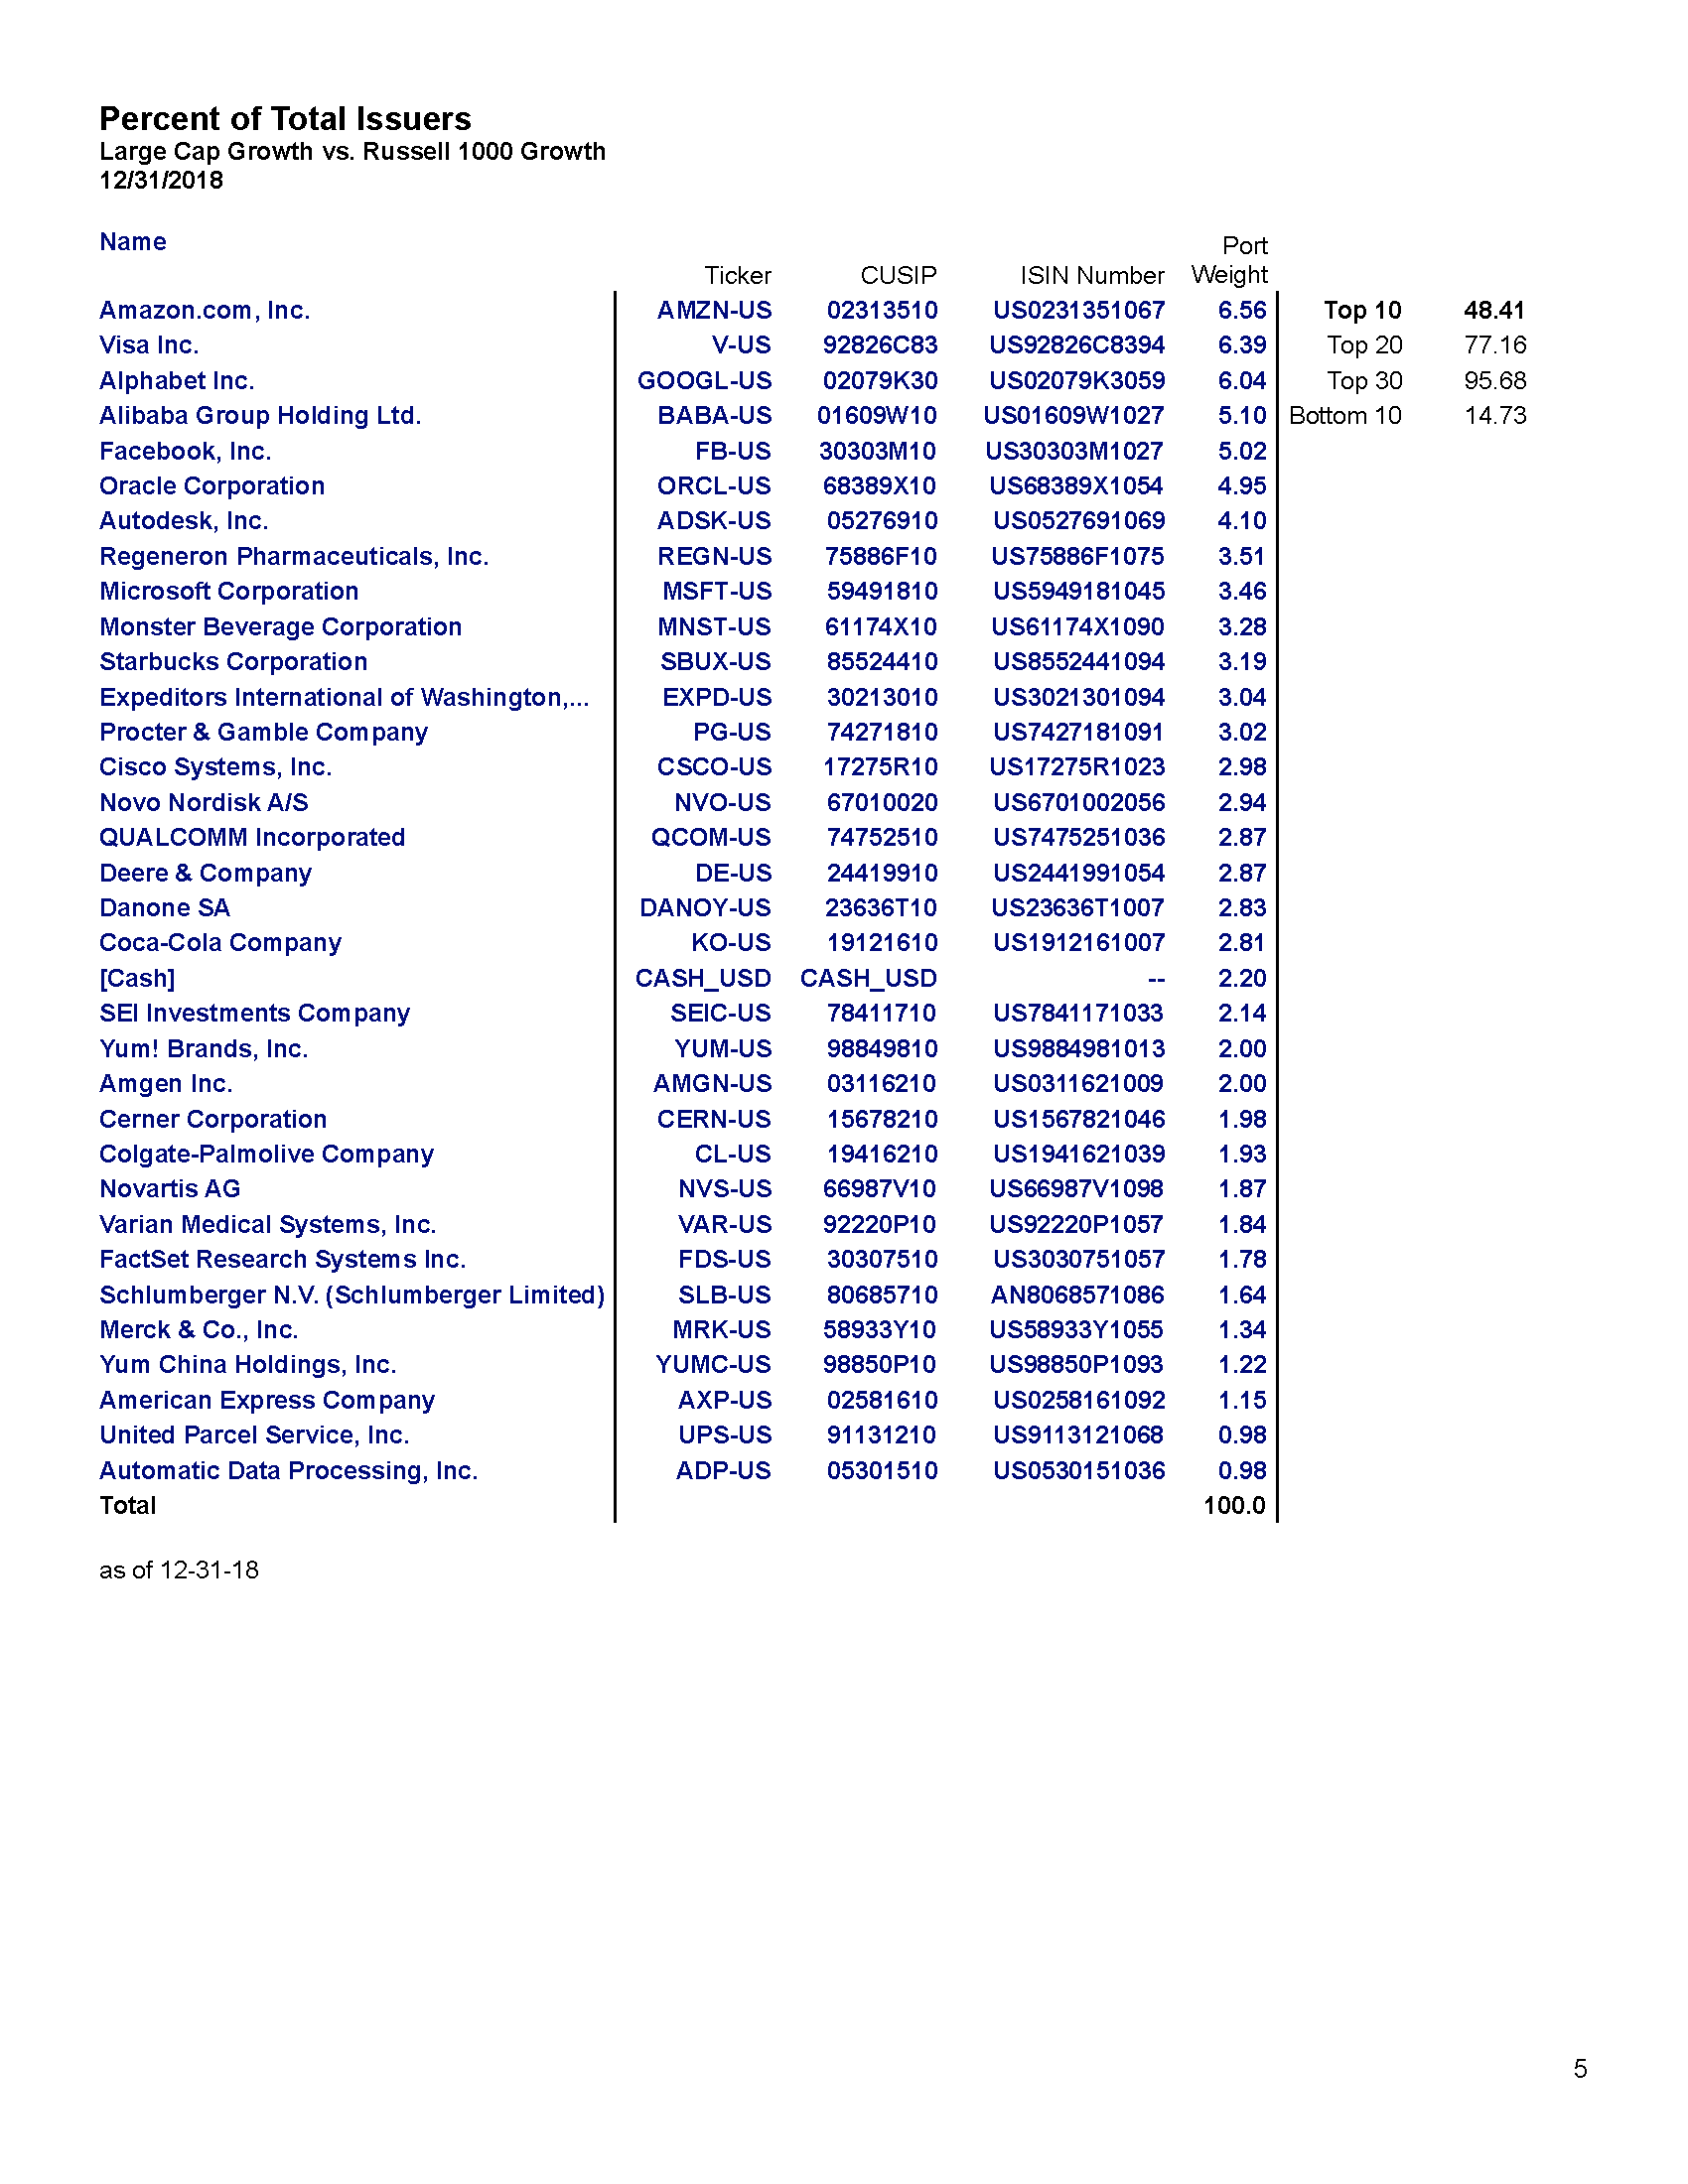 Percent of Total Issuers
Large Cap Growth vs. Russell 1000 Growth
12/31/2018
Name Ticker CUSIP ISIN Number Port Weight
Amazon.com, Inc. AMZN-US 02313510 US0231351067 6.56 Top 10 48.41
Visa Inc. V-US 92826C83 US92826C8394 6.39 Top 20 77.16
Alphabet Inc. GOOGL-US 02079K30 US02079K3059 6.04 Top 30 95.68
Alibaba Group Holding Ltd. BABA-US 01609W10 US01609W1027 5.10 Bottom 10 14.73
Facebook, Inc. FB-US 30303M10 US30303M1027 5.02
Oracle Corporation ORCL-US 68389X10 US68389X1054 4.95
Autodesk, Inc. ADSK-US 05276910 US0527691069 4.10
Regeneron Pharmaceuticals, Inc. REGN-US 75886F10 US75886F1075 3.51
Microsoft Corporation MSFT-US 59491810 US5949181045 3.46
Monster Beverage Corporation MNST-US 61174X10 US61174X1090 3.28
Starbucks Corporation SBUX-US 85524410 US8552441094 3.19
Expeditors International of Washington,... EXPD-US 30213010 US3021301094 3.04
Procter & Gamble Company PG-US 74271810 US7427181091 3.02
Cisco Systems, Inc. CSCO-US 17275R10 US17275R1023 2.98
Novo Nordisk A/S NVO-US 67010020 US6701002056 2.94
QUALCOMM Incorporated QCOM-US 74752510 US7475251036 2.87
Deere & Company DE-US 24419910 US2441991054 2.87
Danone SA DANOY-US 23636T10 US23636T1007 2.83
Coca-Cola Company KO-US 19121610 US1912161007 2.81
[Cash] CASH_USD CASH_USD -- 2.20
SEI Investments Company SEIC-US 78411710 US7841171033 2.14
Yum! Brands, Inc. YUM-US 98849810 US9884981013 2.00
Amgen Inc. AMGN-US 03116210 US0311621009 2.00
Cerner Corporation CERN-US 15678210 US1567821046 1.98
Colgate-Palmolive Company CL-US 19416210 US1941621039 1.93
Novartis AG NVS-US 66987V10 US66987V1098 1.87
Varian Medical Systems, Inc. VAR-US 92220P10 US92220P1057 1.84
FactSet Research Systems Inc. FDS-US 30307510 US3030751057 1.78
Schlumberger N.V. (Schlumberger Limited) SLB-US 80685710 AN8068571086 1.64
Merck & Co., Inc. MRK-US 58933Y10 US58933Y1055 1.34
Yum China Holdings, Inc. YUMC-US 98850P10 US98850P1093 1.22
American Express Company AXP-US 02581610 US0258161092 1.15
United Parcel Service, Inc. UPS-US 91131210 US9113121068 0.98
Automatic Data Processing, Inc. ADP-US 05301510 US0530151036 0.98
Total 100.0
as of 12-31-18
5